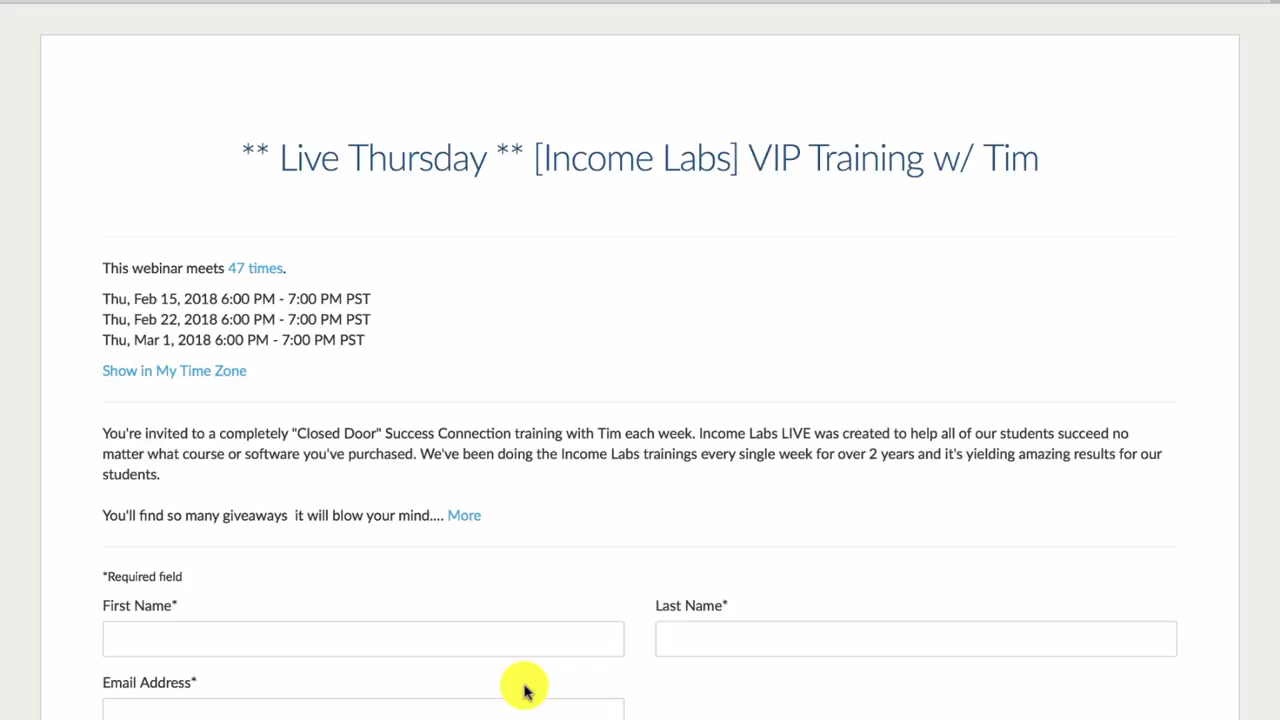 ** Live Thursday ** [Income Labs] VIP Training w/ Tim
This webinar meets 47 times.
Thu, Feb 15, 2018 6:00 PM - 7:00 PM PST
Thu, Feb 22, 2018 6:00 PM - 7:00 PM PST
Thu, Mar 1, 2018 6:00 PM - 7:00 PM PST
Show in My Time Zone
You're invited to a completely "Closed Door" Success Connection training with Tim each week. Income Labs LIVE was created to help all of our students succeed no
matter what course or software you've purchased. We've been doing the Income Labs trainings every single week for over 2 years and it's yielding amazing results for our
students.
You'll find so many giveaways  it will blow your mind.... More
*Required field
First Name*
Last Name*
Email Address*